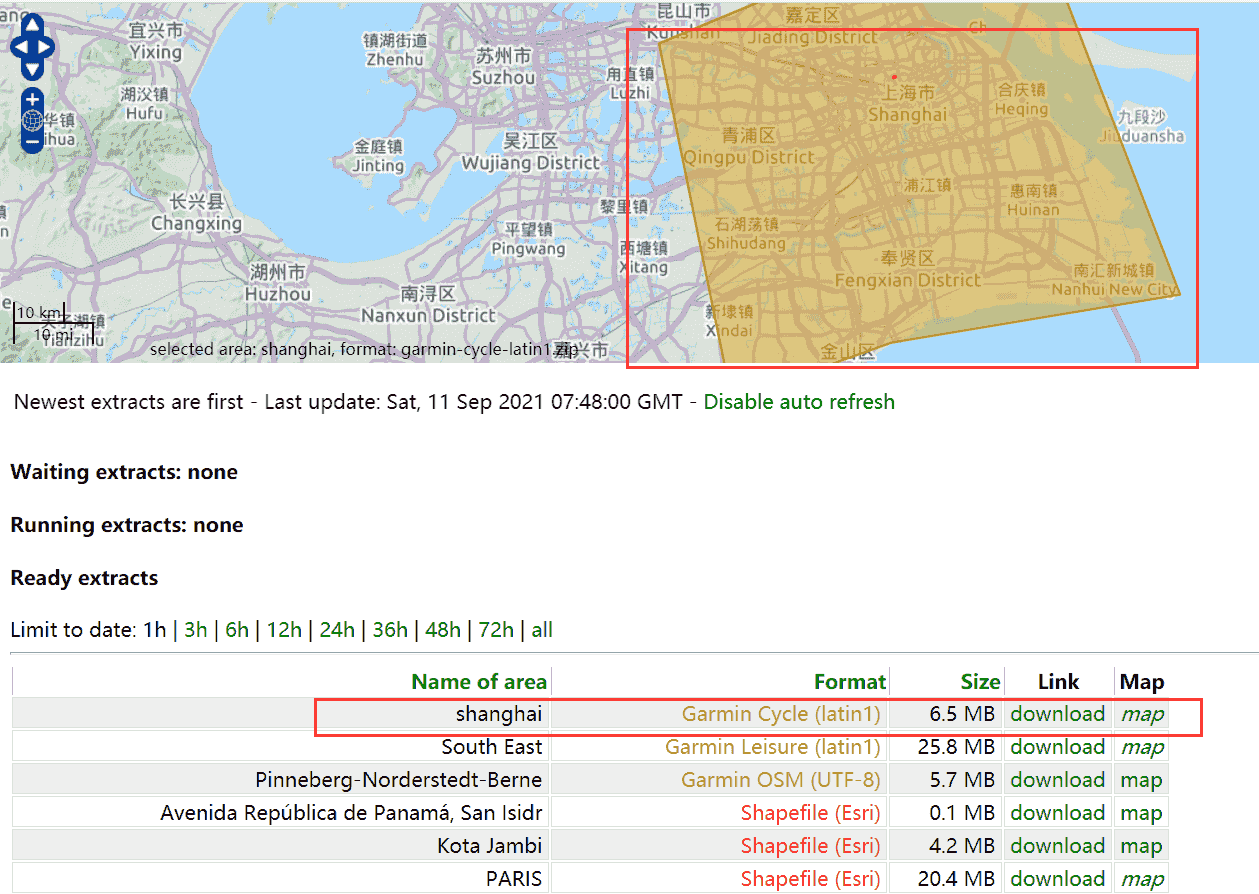 昆山市
Kunshan
嘉定区
Jiading District
Ch
宜兴市
Yixing
镇湖街道
Zhenhu
苏州市
Suzhou
甪直镇
Luzhi
上海市
Shanghai
合庆镇
Heqing
九段沙
Jiuduansha
湖㳇镇
Hufu
华镇
ihua
金庭镇
Jinting
吴江区
Wujiang District
青浦区
Qingpu District
浦江镇
惠南镇
Huinan
长兴县
Changxing
黎里镇
平望镇
Pingwang
西塘镇
Xitang
石湖荡镇
Shihudang
奉贤区
Fengxian District
南汇新城镇
Nanhui New City
湖州市
Huzhou
南浔区
Nanxun District
新埭镇
Xindai
金山区
10 km
10 mi
天子湖镇
Tianzihu
嘉兴市
selected area: shanghai, format: garmin-cycle-latin1.zip
Newest extracts are first - Last update: Sat, 11 Sep 2021 07:48:00 GMT - Disable auto refresh
Waiting extracts: none
Running extracts: none
Ready extracts
Limit to date: 1h | 3h | 6h | 12h | 24h | 36h | 48h | 72h | all
Name of area Format Size Link Map
shanghai Garmin Cycle (latin1) 6.5 MB download map
South East Garmin Leisure (latin1) 25.8 MB download map
Pinneberg-Norderstedt-Berne Garmin OSM (UTF-8) 5.7 MB download map
Avenida República de Panamá, San Isidr Shapefile (Esri) 0.1 MB download map
Kota Jambi Shapefile (Esri) 4.2 MB download map
PARIS Shapefile (Esri) 20.4 MB download map